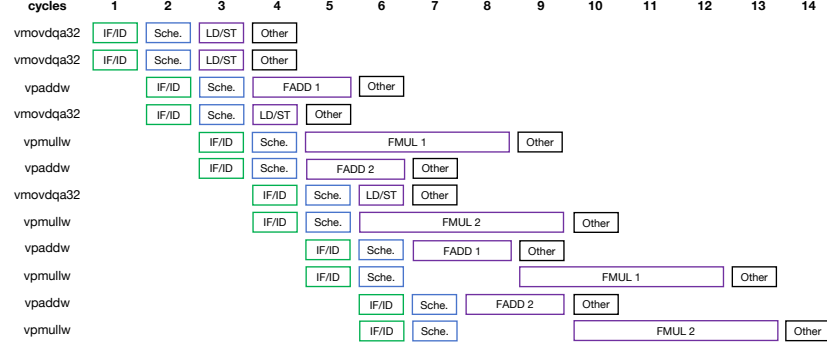 cycles 1 2 3 4 5 6 7 8 9 10 11 12 13 14
vmovdqa32 IF/ID Sche. LD/ST Other
vmovdqa32 IF/ID Sche. LD/ST Other
vpaddw IF/ID Sche. FADD 1 Other
vmovdqa32 IF/ID Sche. LD/ST Other
vpmullw IF/ID Sche. FMUL 1 Other
vpaddw IF/ID Sche. FADD 2 Other
vmovdqa32 IF/ID Sche. LD/ST Other
vpmullw IF/ID Sche. FMUL 2 Other
vpaddw IF/ID Sche. FADD 1 Other
vpmullw IF/ID Sche. FMUL 1 Other
vpaddw IF/ID Sche. FADD 2 Other
vpmullw IF/ID Sche. FMUL 2 Other